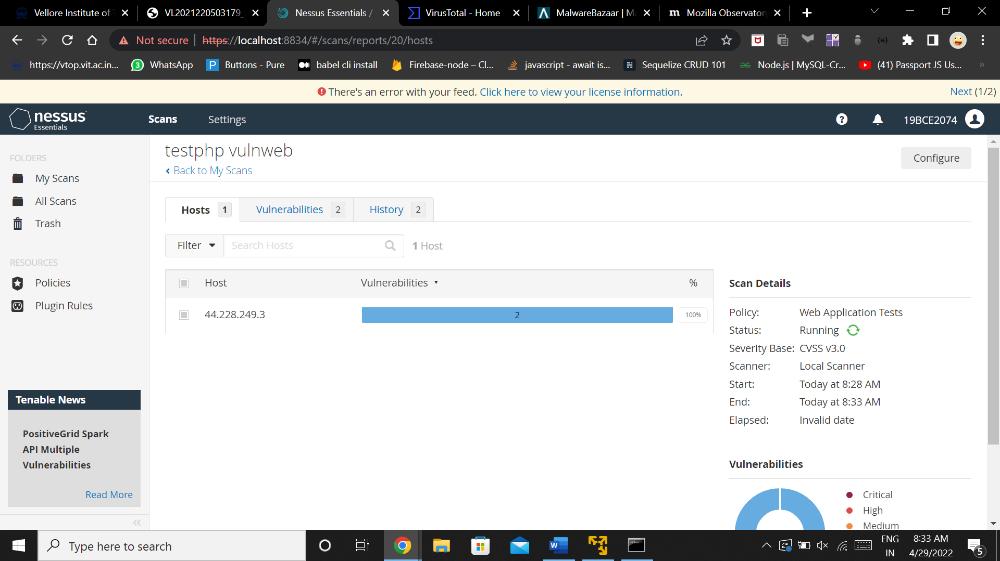 Vellore Institute of
VL2021220503179_
Nessus Essentials /
VirusTotal - Home
MalwareBazaar | Ma
Mozilla Observatory
Not secure
https://localhost:8834/#/scans/reports/20/hosts
https://vtop.vit.ac.in...
3
WhatsApp
P
Buttons - Pure
babel cli install
Firebase-node – Cl...
javascript - await is...
Sequelize CRUD 101
Node.js | MySQL-Cr...
(41) Passport JS Us...
»
There's an error with your feed. Click here to view your license information.
Next (1/2)
nessus
Essentials
Scans
Settings
19BCE2074
FOLDERS
My Scans
All Scans
Trash
RESOURCES
Policies
Plugin Rules
Tenable News
PositiveGrid Spark
API Multiple
Vulnerabilities
Read More
testphp vulnweb
Back to My Scans
Configure
Hosts 1
Vulnerabilities 2
History 2
Filter
Search Hosts
1 Host
Host
Vulnerabilities
%
44.228.249.3
2
100%
Scan Details
Policy: Web Application Tests
Status: Running
Severity Base: CVSS v3.0
Scanner: Local Scanner
Start: Today at 8:28 AM
End: Today at 8:33 AM
Elapsed: Invalid date
Vulnerabilities
Critical
High
Medium
Type here to search
ENG
IN
8:33 AM
4/29/2022
5